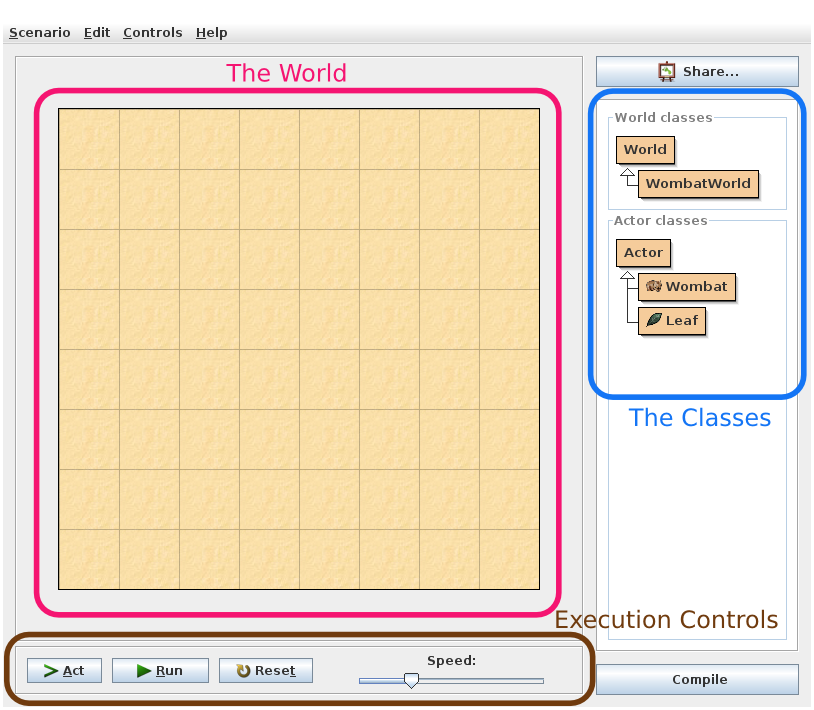 Scenario Edit Controls Help
The World
Share...
World classes
World
WombatWorld
Actor classes
Actor
Wombat
Leaf
The Classes
Execution Controls
Act Run Reset Speed:
Compile